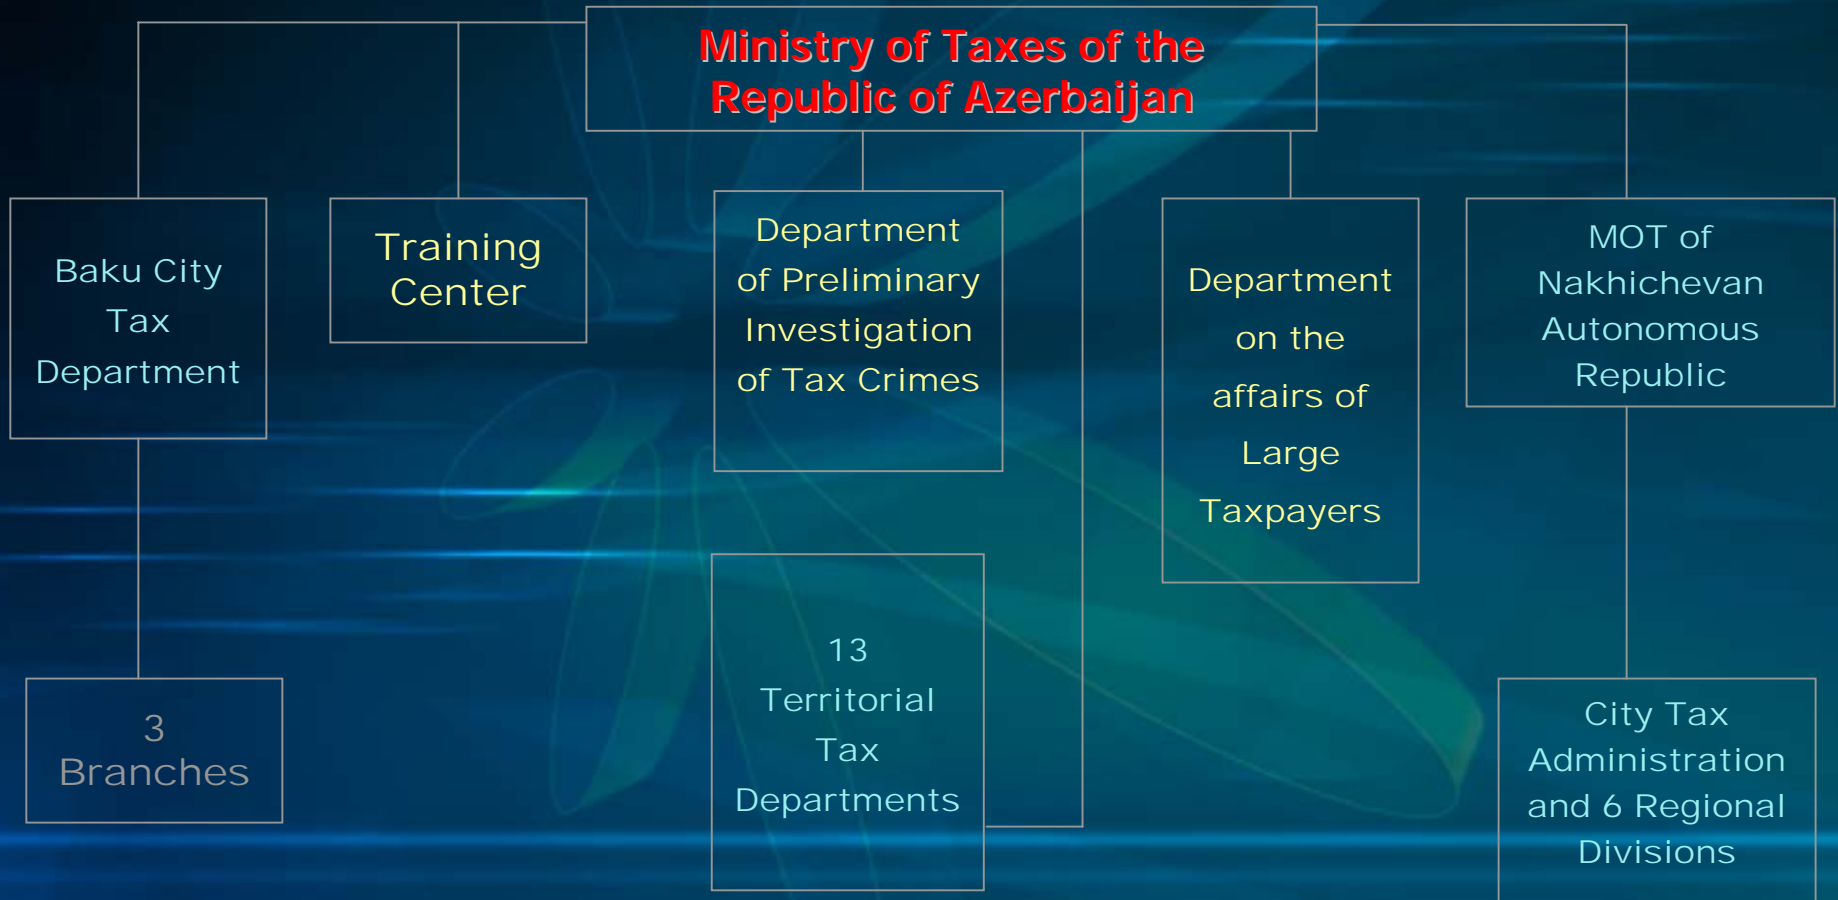 Ministry of Taxes of the
Republic of Azerbaijan
Baku City
Tax
Department
Training
Center
Department
of Preliminary
Investigation
of Tax Crimes
Department
on the
affairs of
Large
Taxpayers
MOT of
Nakhichevan
Autonomous
Republic
3
Branches
13
Territorial
Tax
Departments
City Tax
Administration
and 6 Regional
Divisions